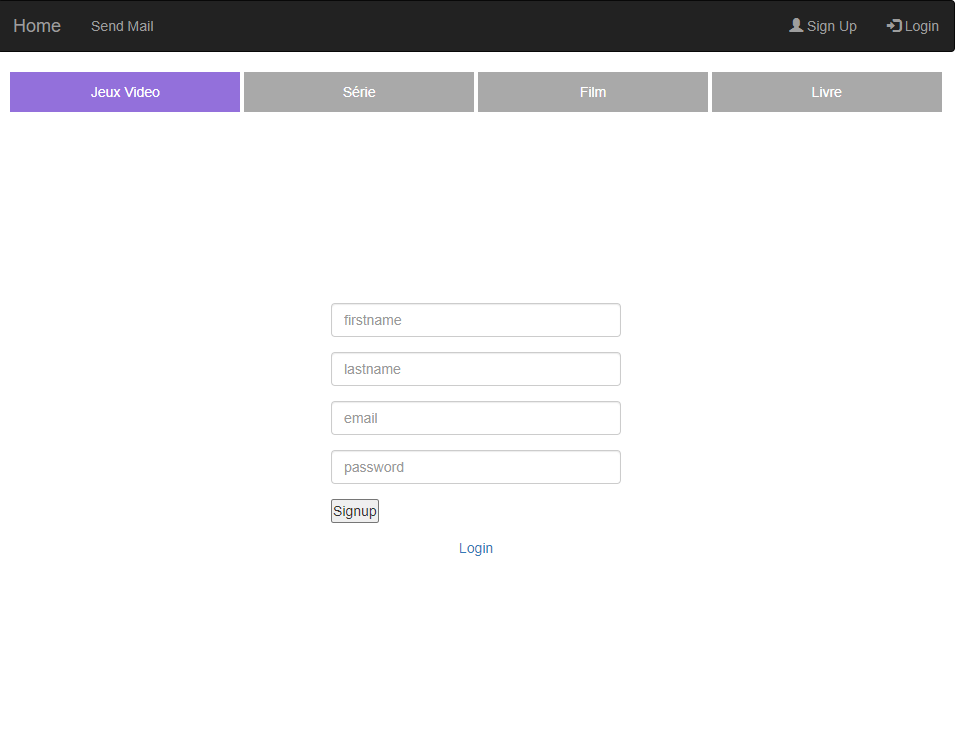 Home Send Mail Sign Up Login
Jeux Video Série Film Livre
firstname
lastname
email
password
Signup
Login